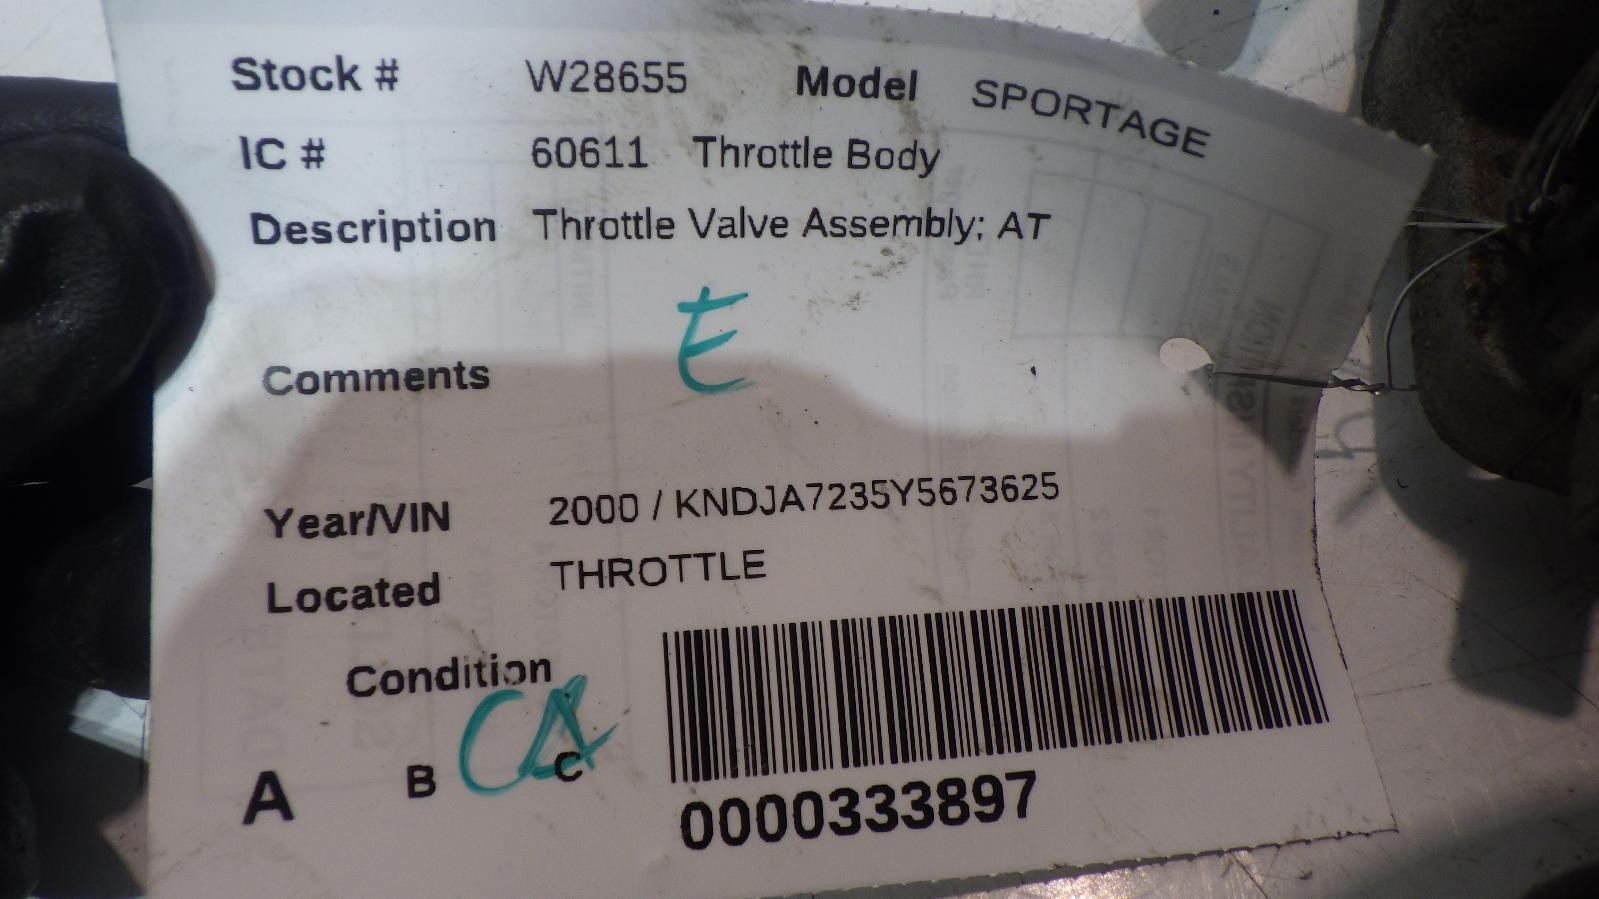 Stock # W28655 Model SPORTAGE
IC # 60611 Throttle Body
Description Throttle Valve Assembly; AT
E
Comments
Year/VIN 2000 / KNDJA7235Y5673625
Located THROTTLE
Condition
CA
A B C
0000333897